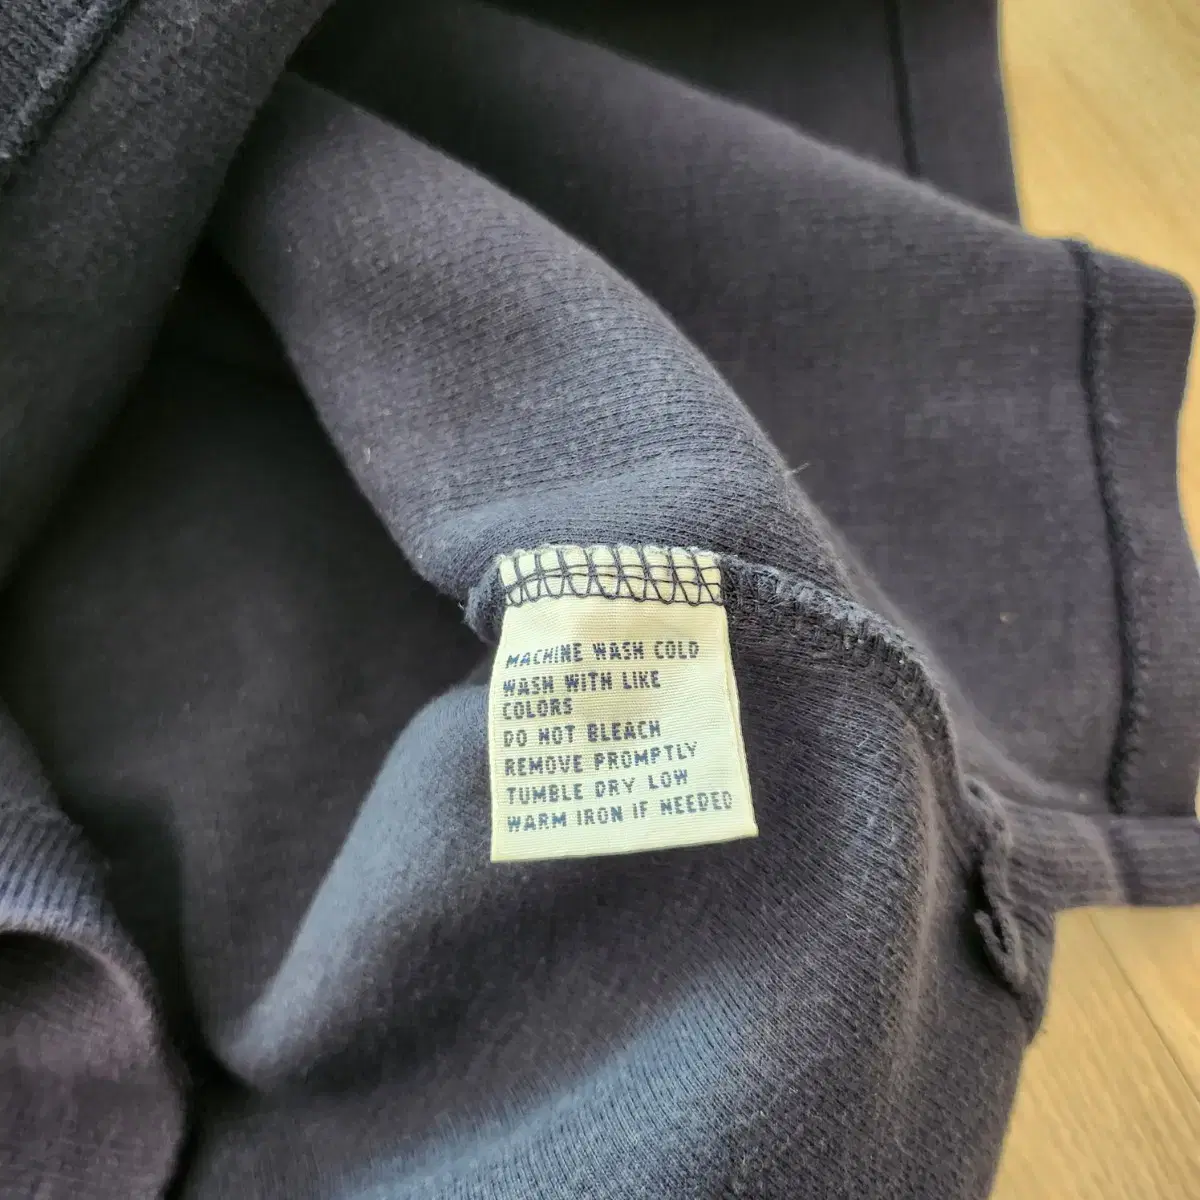 MACHINE WASH COLD
WASH WITH LIKE
COLORS
DO NOT BLEACH
REMOVE PROMPTLY
TUMBLE DRY LOW
WARM IRON IF NEEDED